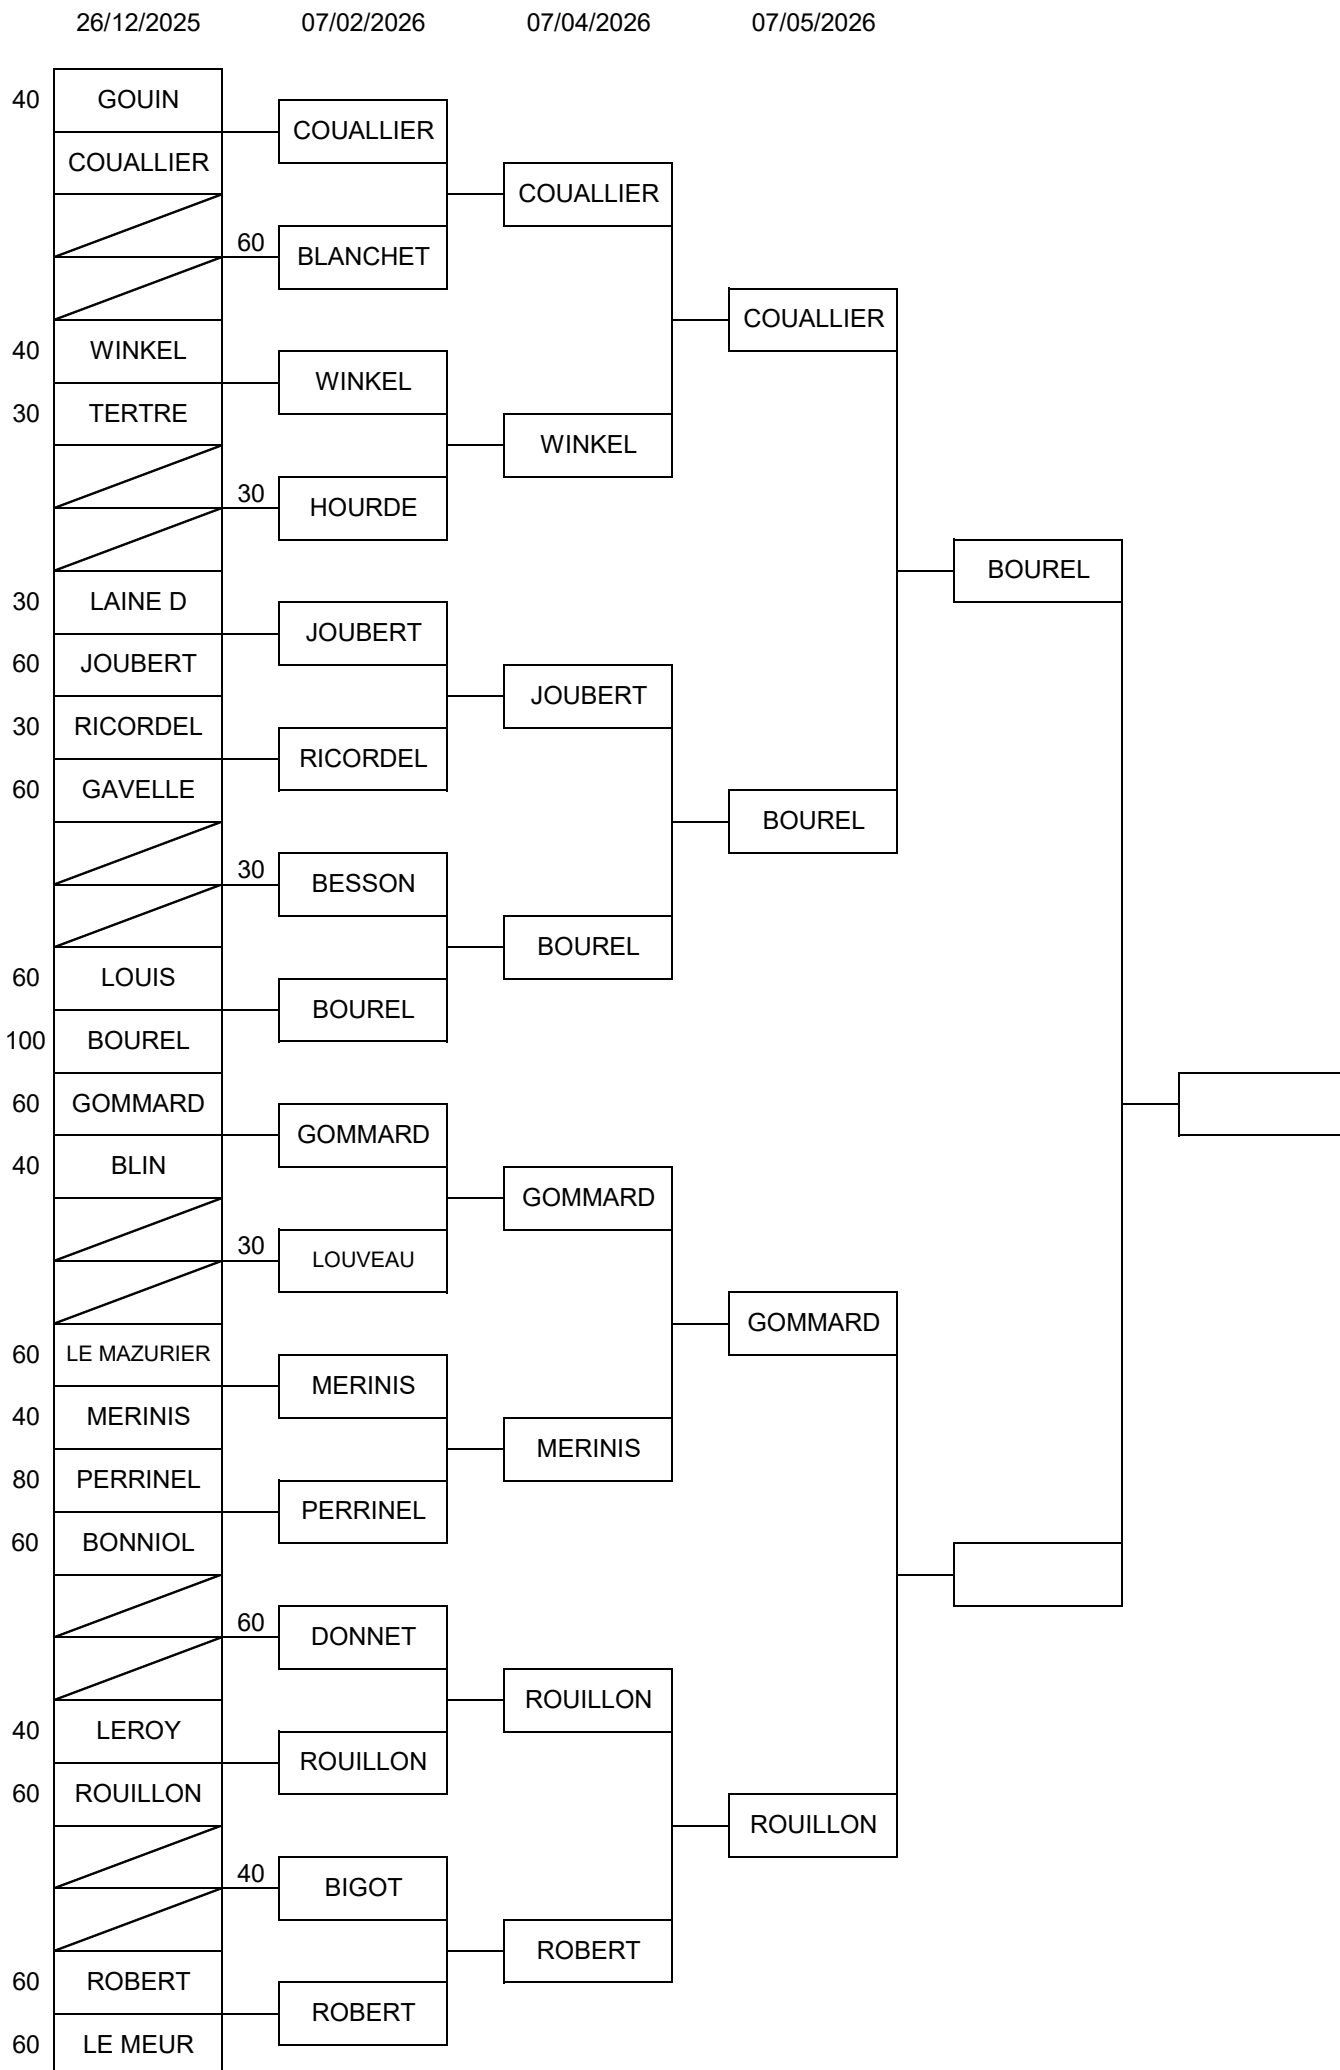 26/12/2025 07/02/2026 07/04/2026 07/05/2026
40 GOUIN
COUALLIER
COUALLIER
COUALLIER
60 BLANCHET
COUALLIER
40 WINKEL
WINKEL
30 TERTRE
WINKEL
30 HOURDE
BOUREL
30 LAINE D
JOUBERT
60 JOUBERT
JOUBERT
30 RICORDEL
RICORDEL
60 GAVELLE
BOUREL
30 BESSON
BOUREL
60 LOUIS
BOUREL
100 BOUREL
60 GOMMARD
GOMMARD
40 BLIN
GOMMARD
30 LOUVEAU
GOMMARD
60 LE MAZURIER
MERINIS
40 MERINIS
MERINIS
80 PERRINEL
PERRINEL
60 BONNIOL
60 DONNET
ROUILLON
40 LEROY
ROUILLON
60 ROUILLON
ROUILLON
40 BIGOT
ROBERT
60 ROBERT
ROBERT
60 LE MEUR